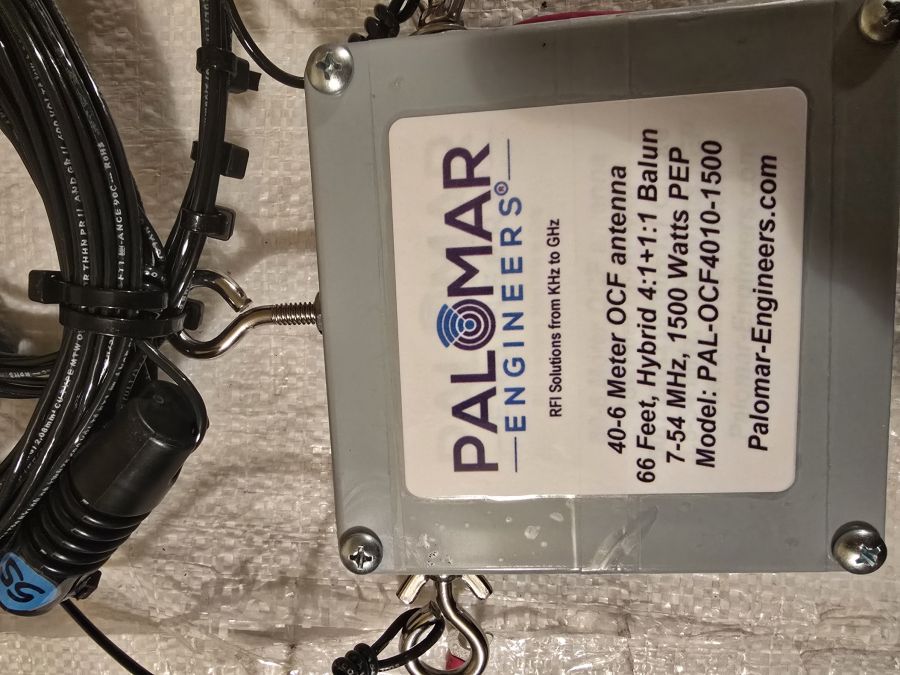 PALOMAR
ENGINEERS®
RFI Solutions from KHz to GHz
40-6 Meter OCF antenna
66 Feet, Hybrid 4:1+1:1 Balun
7-54 MHz, 1500 Watts PEP
Model: PAL-OCF4010-1500
Palomar-Engineers.com
55